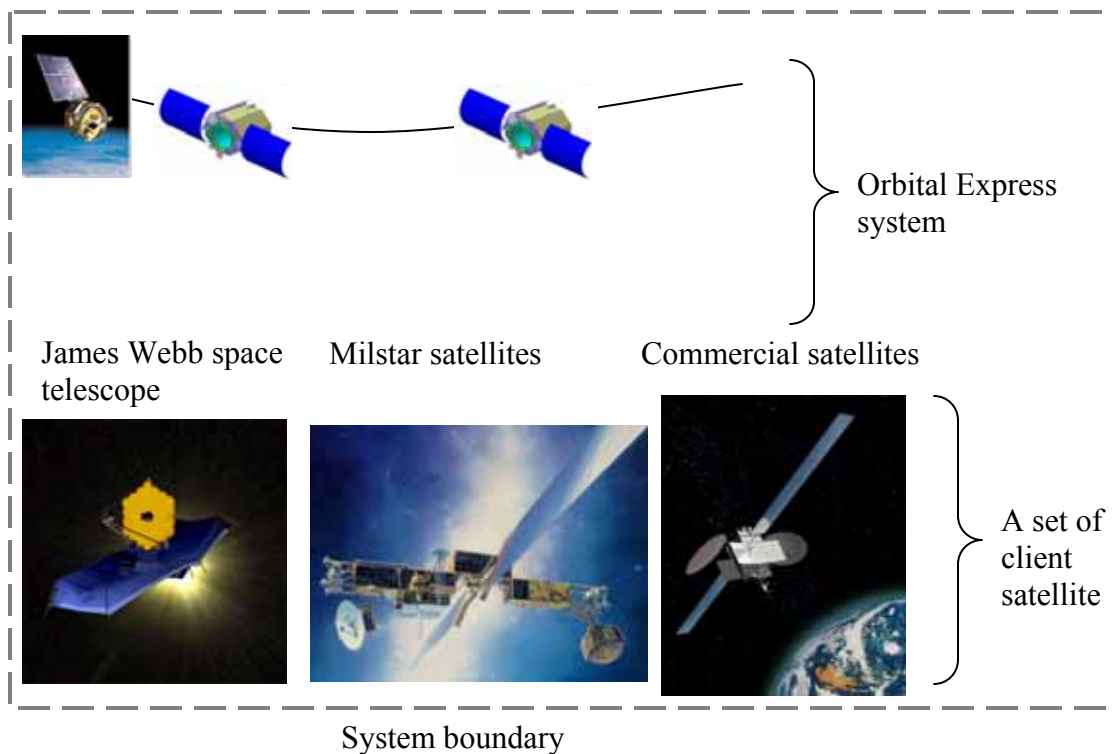 Orbital Express
system
James Webb space
telescope
Milstar satellites
Commercial satellites
A set of
client
satellite
System boundary